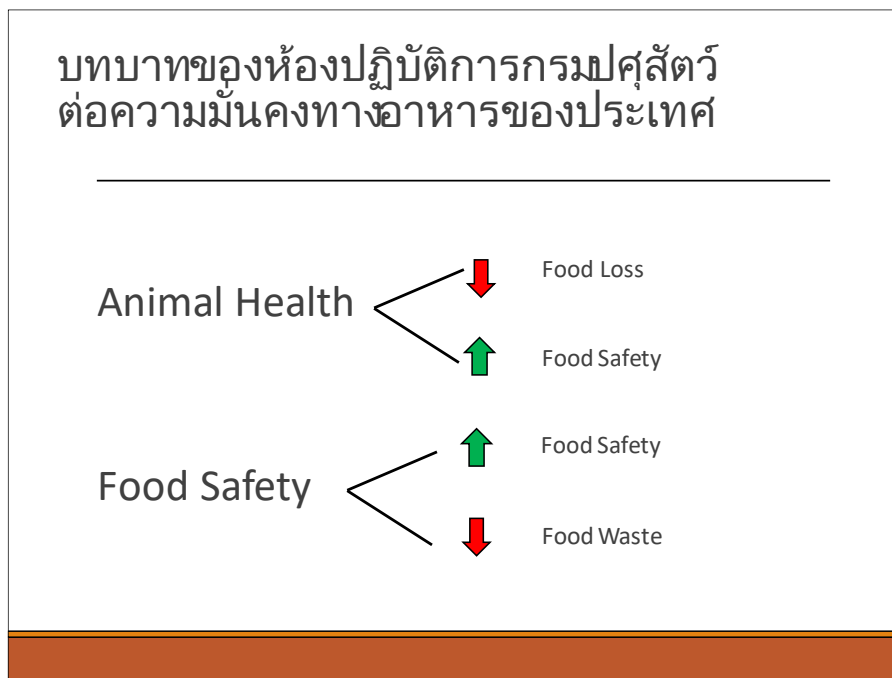 บทบาทของห้องปฏิบัติการกรมปศุสัตว์
ต่อความมั่นคงทางอาหารของประเทศ
Animal Health
Food Loss
Food Safety
Food Safety
Food Safety
Food Waste